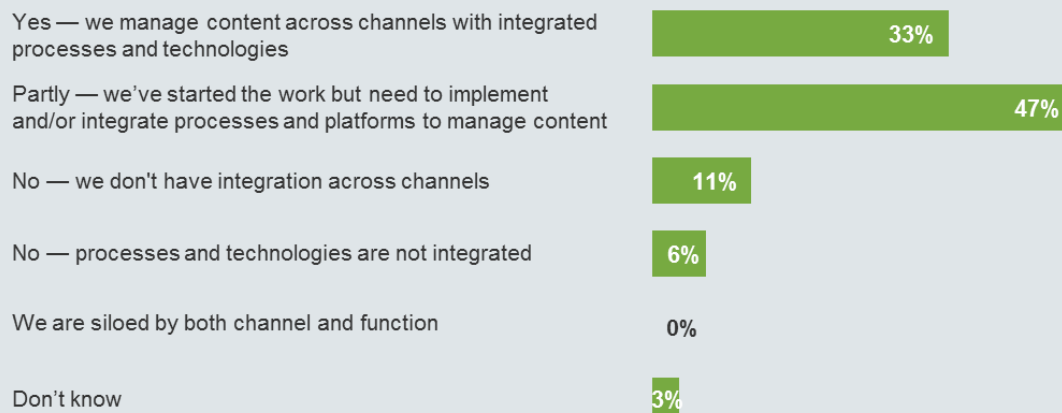 Yes — we manage content across channels with integrated
processes and technologies
33%
Partly — we’ve started the work but need to implement
and/or integrate processes and platforms to manage content
47%
No — we don't have integration across channels
11%
No — processes and technologies are not integrated
6%
We are siloed by both channel and function
0%
Don’t know
3%